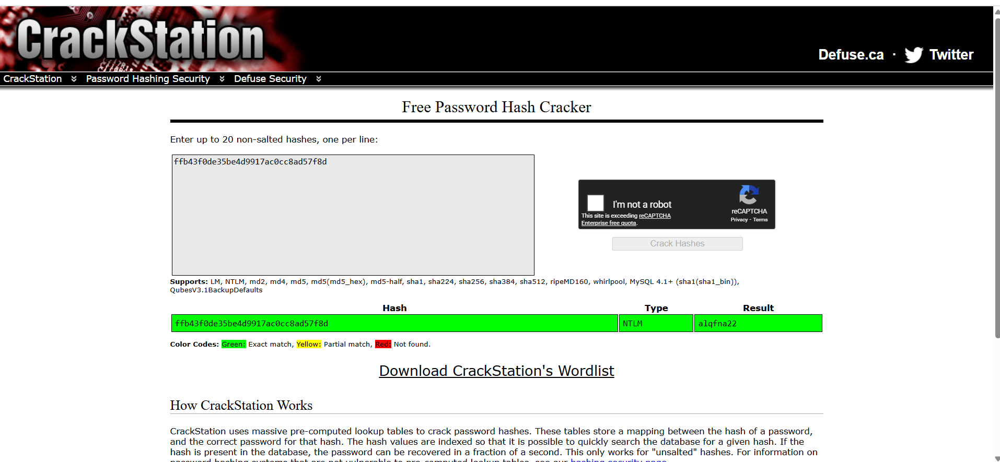 CrackStation
Defuse.ca · Twitter
CrackStation Password Hashing Security Defuse Security
Free Password Hash Cracker
Enter up to 20 non-salted hashes, one per line:
ffb43f0de35be4d9917ac0cc8ad57f8d
I'm not a robot
This site is exceeding reCAPTCHA
Enterprise free quota.
reCAPTCHA
Privacy - Terms
Crack Hashes
Supports: LM, NTLM, md2, md4, md5, md5(md5_hex), md5-half, sha1, sha224, sha256, sha384, sha512, ripeMD160, whirlpool, MySQL 4.1+ (sha1(sha1_bin)),
QubesV3.1BackupDefaults
Hash Type Result
ffb43f0de35be4d9917ac0cc8ad57f8d NTLM alqfna22
Color Codes: Green: Exact match, Yellow: Partial match, Red: Not found.
Download CrackStation's Wordlist
How CrackStation Works
CrackStation uses massive pre-computed lookup tables to crack password hashes. These tables store a mapping between the hash of a password,
and the correct password for that hash. The hash values are indexed so that it is possible to quickly search the database for a given hash. If the
hash is present in the database, the password can be recovered in a fraction of a second. This only works for "unsalted" hashes. For information on
password hashing systems that are not vulnerable to pre-computed lookup tables, see our hashing security page.